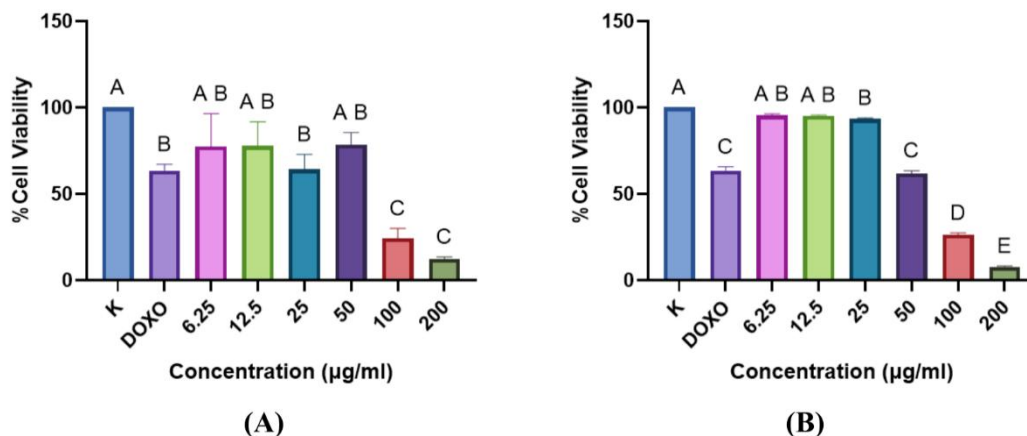 150
100
50
0
%Cell Viability
A
B
A B
A B
B
A B
C
C
K
DOXO
6.25
12.5
25
50
100
200
Concentration (µg/ml)
(A)
150
100
50
0
%Cell Viability
A
C
A B
A B
B
C
D
E
K
DOXO
6.25
12.5
25
50
100
200
Concentration (µg/ml)
(B)